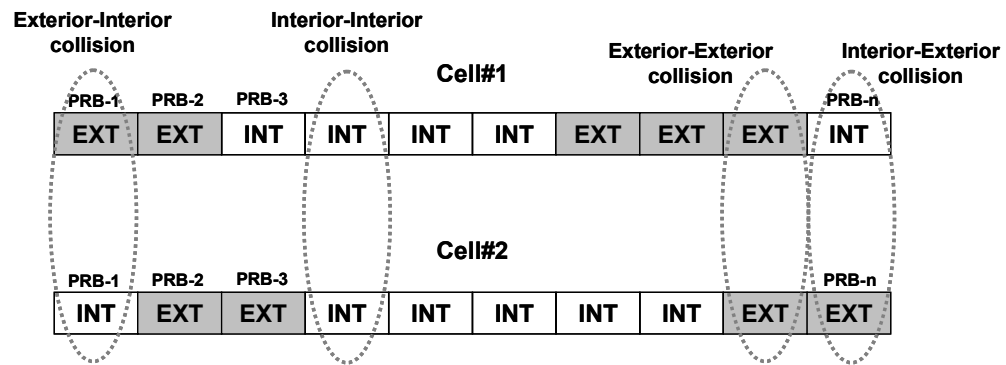 Exterior-Interior
collision
Interior-Interior
collision
Exterior-Exterior
collision
Interior-Exterior
collision
Cell#1
PRB-1 PRB-2 PRB-3 PRB-n
EXT EXT INT INT INT INT EXT EXT EXT INT
Cell#2
PRB-1 PRB-2 PRB-3 PRB-n
INT EXT EXT INT INT INT INT INT EXT EXT